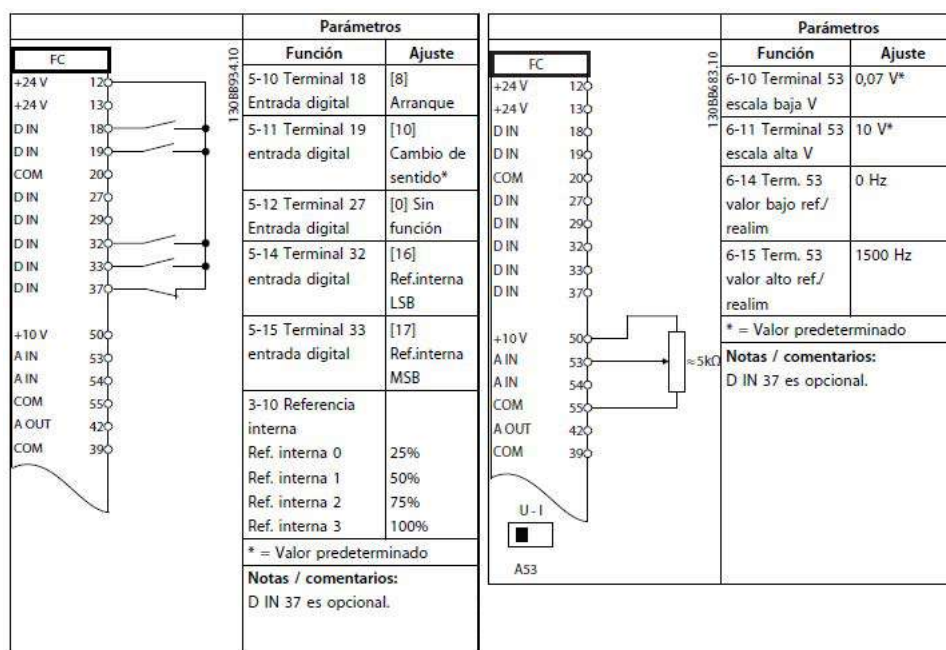 FC
+24 V 12
+24 V 13
D IN 18
D IN 19
COM 20
D IN 27
D IN 29
D IN 32
D IN 33
D IN 37
+10 V 50
A IN 53
A IN 54
COM 55
A OUT 42
COM 39
130BB934.10
Parámetros
Función Ajuste
5-10 Terminal 18 [8]
Entrada digital Arranque
5-11 Terminal 19 [10]
entrada digital Cambio de
sentido*
5-12 Terminal 27 [0] Sin
Entrada digital función
5-14 Terminal 32 [16]
entrada digital Ref.interna
LSB
5-15 Terminal 33 [17]
entrada digital Ref.interna
MSB
3-10 Referencia
interna
Ref. interna 0 25%
Ref. interna 1 50%
Ref. interna 2 75%
Ref. interna 3 100%
* = Valor predeterminado
Notas / comentarios:
D IN 37 es opcional.
FC
+24 V 12
+24 V 13
D IN 18
D IN 19
COM 20
D IN 27
D IN 29
D IN 32
D IN 33
D IN 37
+10 V 50
A IN 53
A IN 54
COM 55
A OUT 42
COM 39
≈5kΩ
U - I
A53
130BB683.10
Parámetros
Función Ajuste
6-10 Terminal 53 0,07 V*
escala baja V
6-11 Terminal 53 10 V*
escala alta V
6-14 Term. 53 0 Hz
valor bajo ref./
realim
6-15 Term. 53 1500 Hz
valor alto ref./
realim
* = Valor predeterminado
Notas / comentarios:
D IN 37 es opcional.